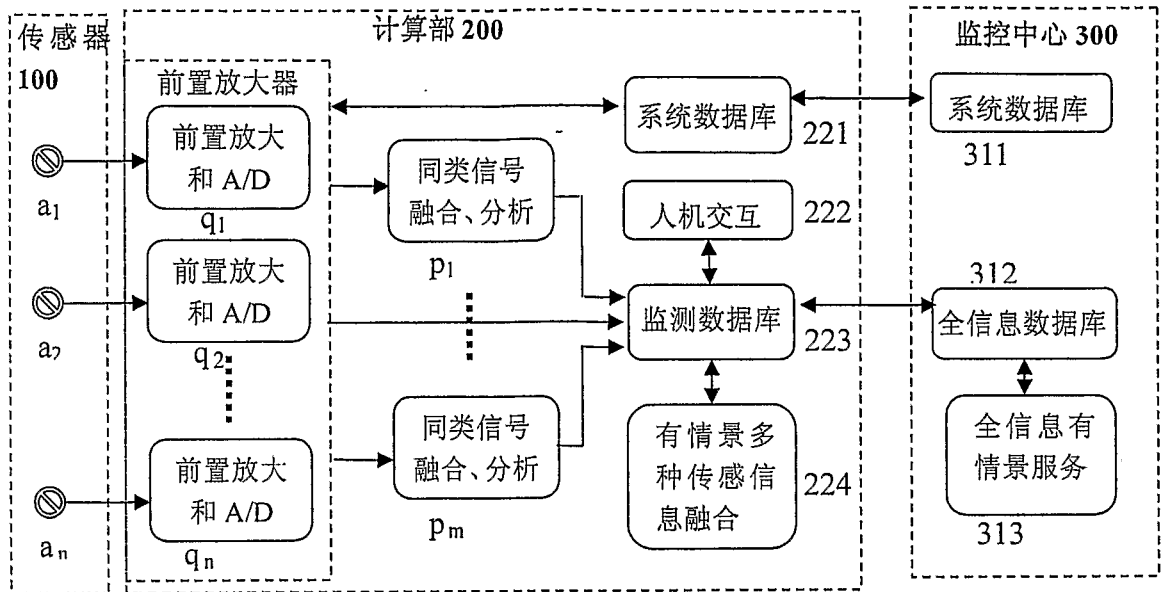 传感器
100
a1
a2
an
计算部 200
前置放大器
前置放大
和 A/D
q1
前置放大
和 A/D
q2
前置放大
和 A/D
qn
同类信号
融合、分析
p1
同类信号
融合、分析
pm
系统数据库
221
人机交互
222
监测数据库
223
有情景多
种传感信
息融合
224
监控中心 300
系统数据库
311
312
全信息数据库
全信息有
情景服务
313